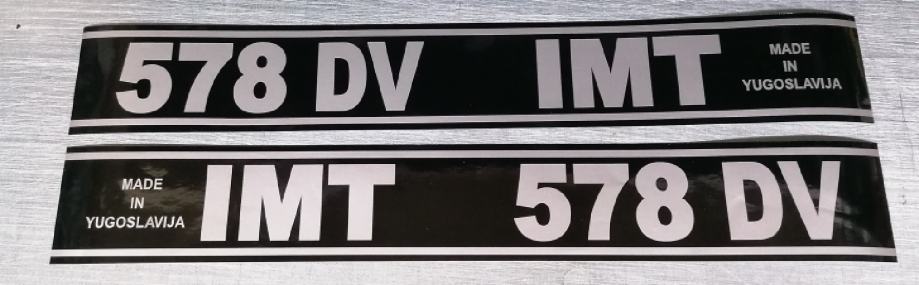 578 DV IMT MADE
IN
YUGOSLAVIJA
MADE
IN
YUGOSLAVIJA IMT 578 DV